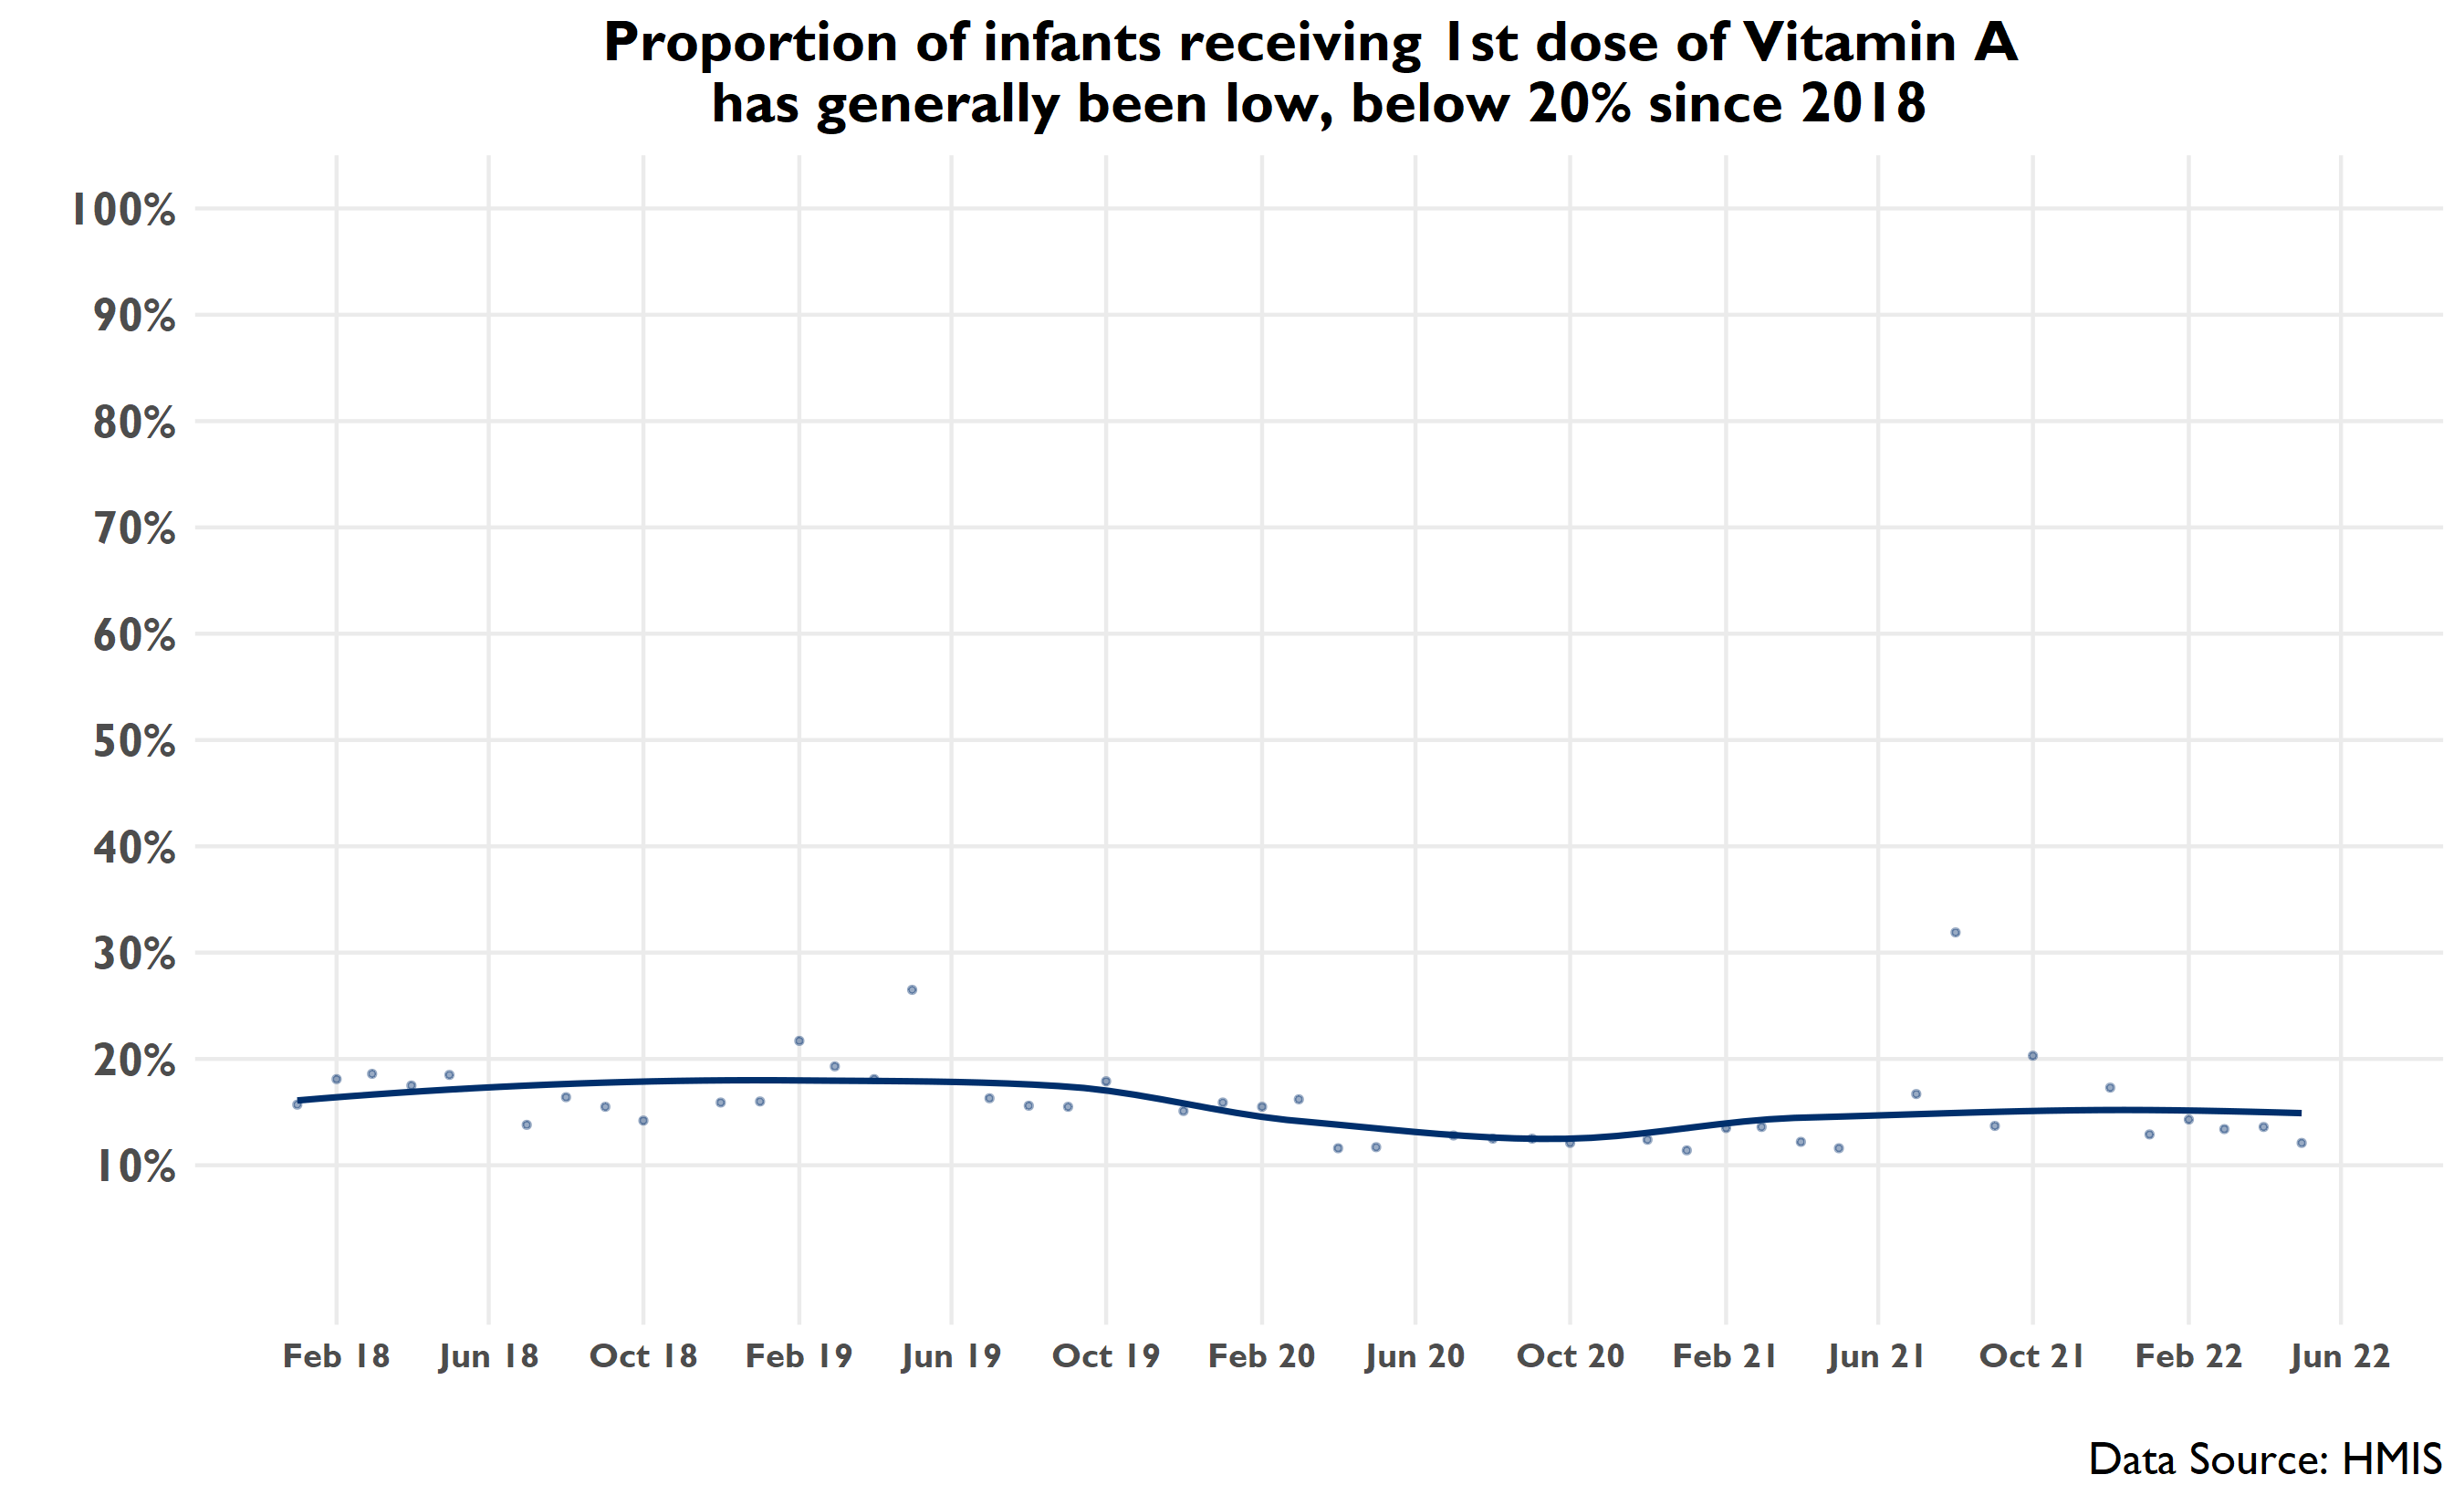 Proportion of infants receiving 1st dose of Vitamin A
has generally been low, below 20% since 2018
100%
90%
80%
70%
60%
50%
40%
30%
20%
10%
Feb 18 Jun 18 Oct 18 Feb 19 Jun 19 Oct 19 Feb 20 Jun 20 Oct 20 Feb 21 Jun 21 Oct 21 Feb 22 Jun 22
Data Source: HMIS